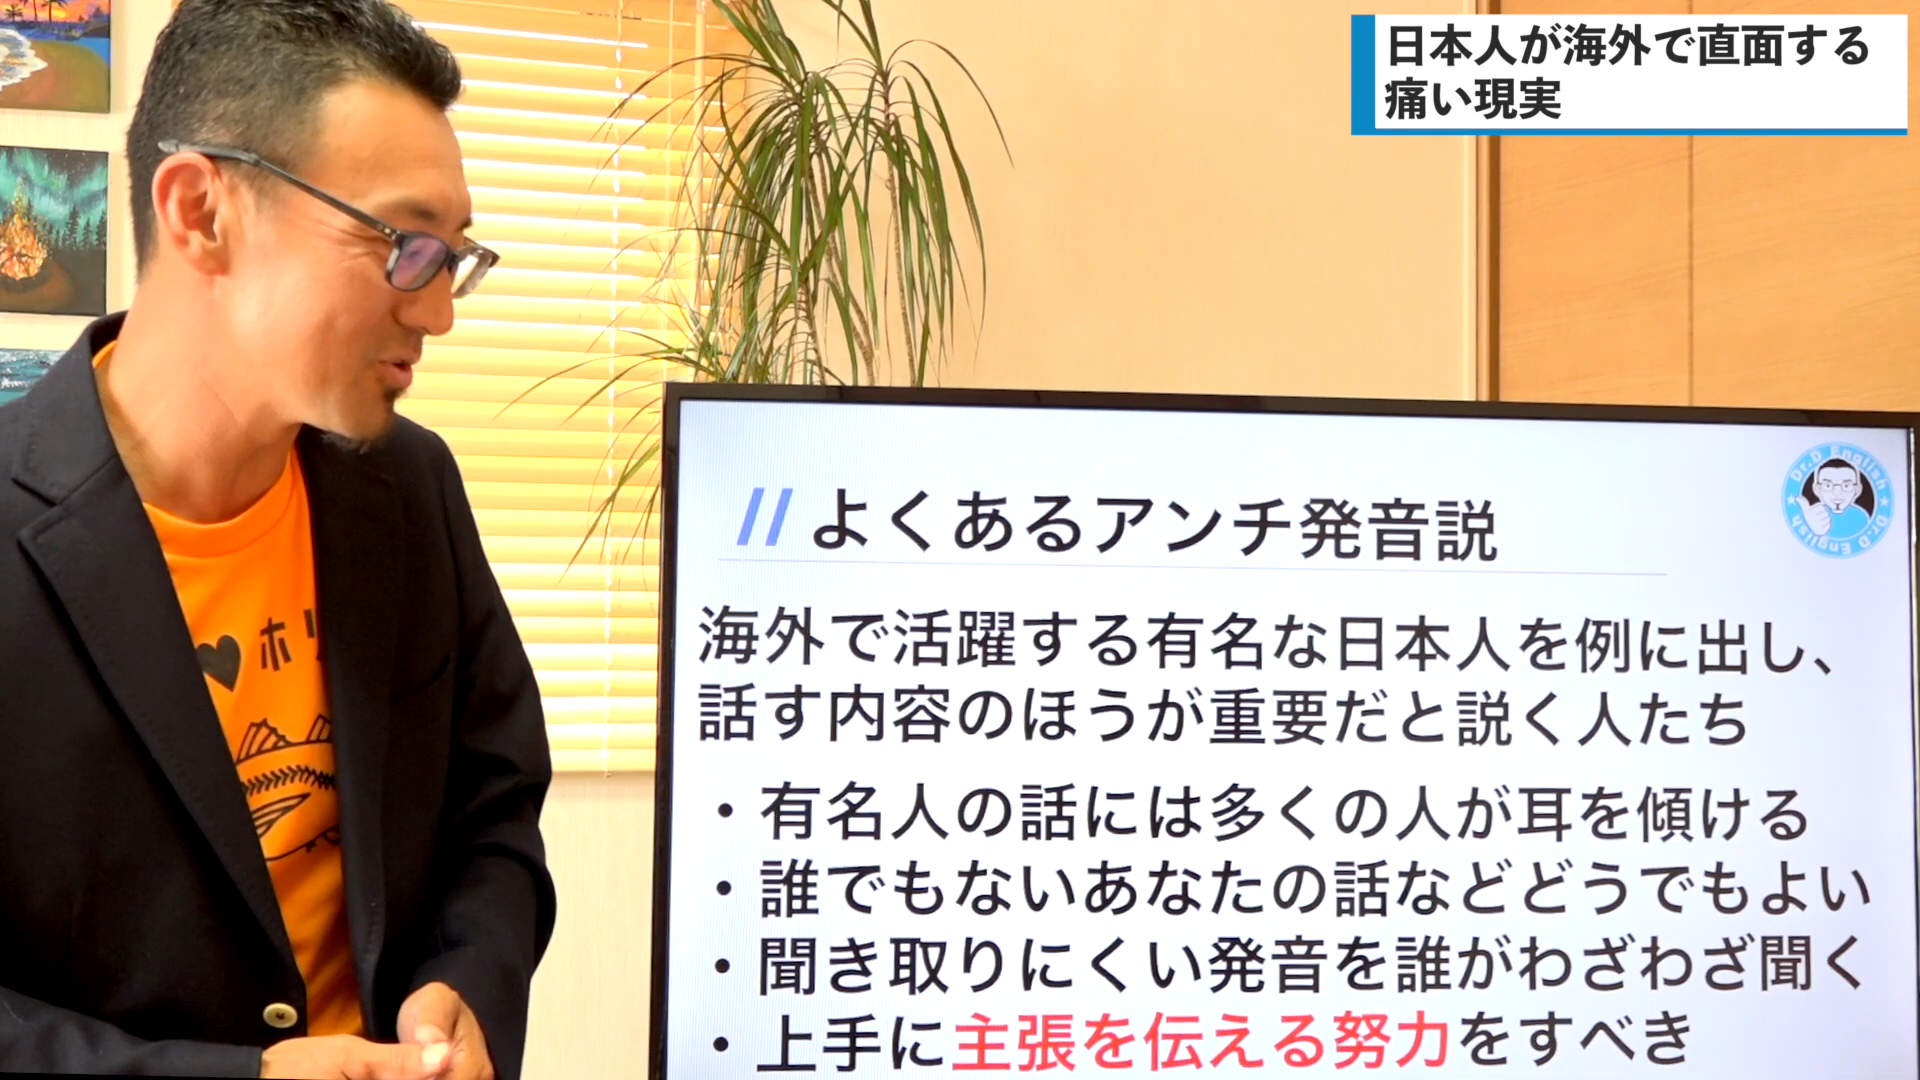 日本人が海外で直面する
痛い現実
// よくあるアンチ発音説
Dr.D English
Dr.D English
海外で活躍する有名な日本人を例に出し、
話す内容のほうが重要だと説く人たち
・有名人の話には多くの人が耳を傾ける
・誰でもないあなたの話などどうでもよい
・聞き取りにくい発音を誰がわざわざ聞く
・上手に主張を伝える努力をすべき
♥ホ